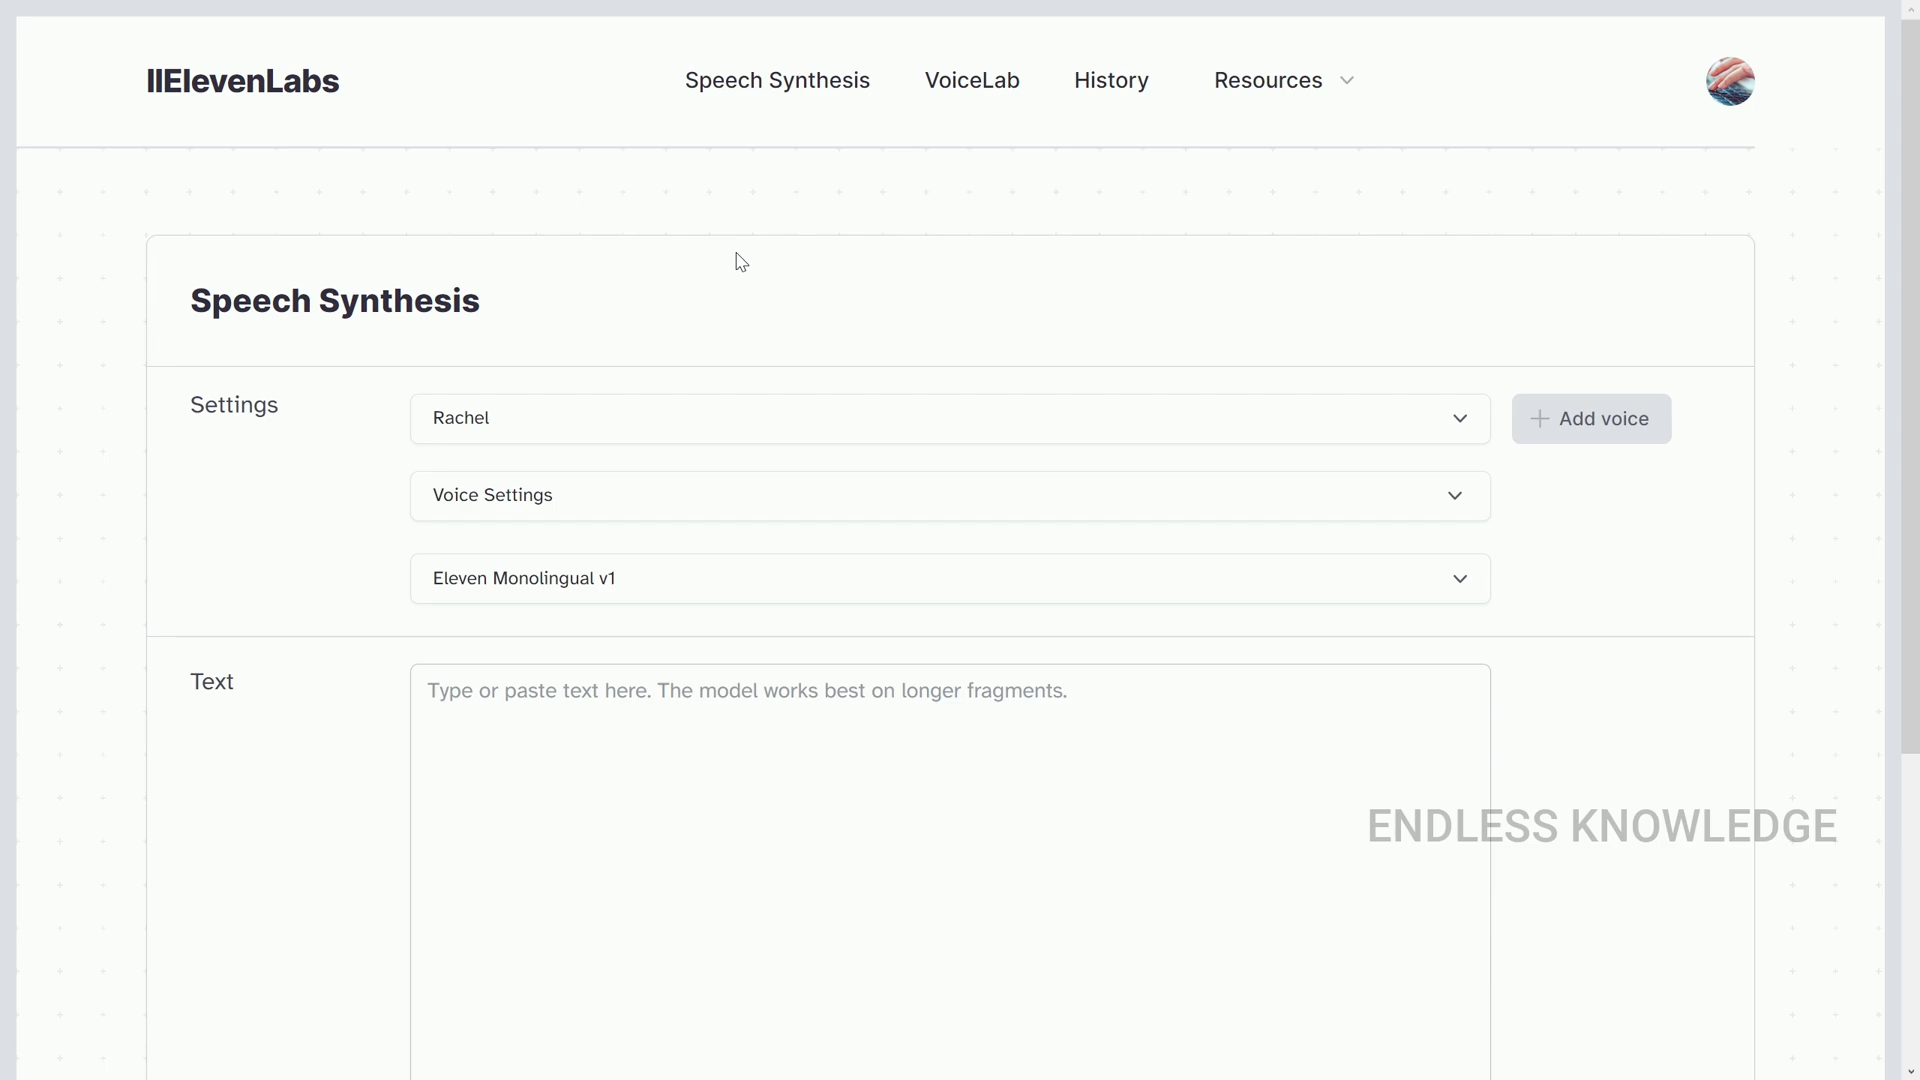 IIElevenLabs
Speech Synthesis
VoiceLab
History
Resources
Speech Synthesis
Settings
Rachel
Add voice
Voice Settings
Eleven Monolingual v1
Text
Type or paste text here. The model works best on longer fragments.
ENDLESS KNOWLEDGE